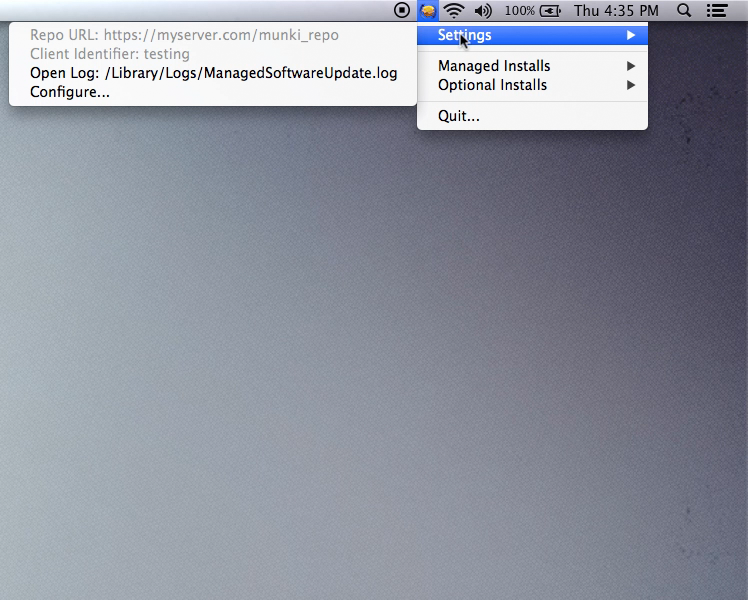 100% Thu 4:35 PM
Settings
Managed Installs
Optional Installs
Quit...
Repo URL: https://myserver.com/munki_repo
Client Identifier: testing
Open Log: /Library/Logs/ManagedSoftwareUpdate.log
Configure...